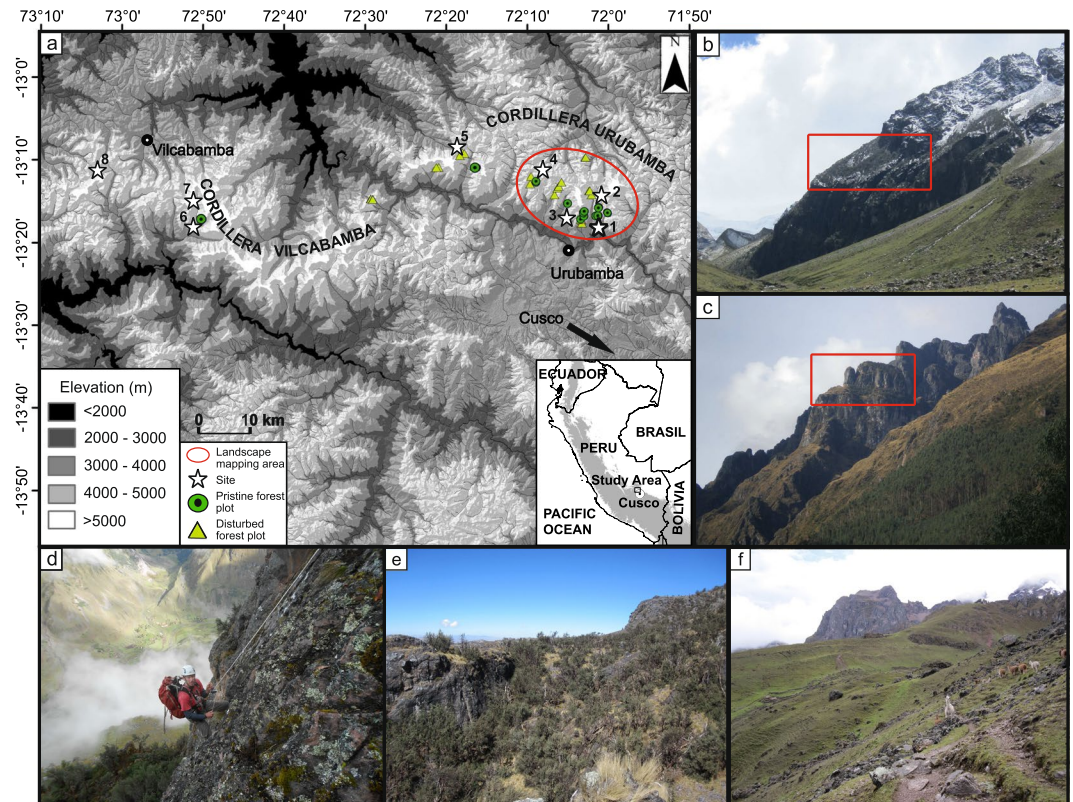 73°10' 73°0' 72°50' 72°40' 72°30' 72°20' 72°10' 72°0' 71°50'
-13°0'
-13°10'
-13°20'
-13°30'
-13°40'
-13°50'
a
N
CORDILLERA URUBAMBA
Vilcabamba
8
7
6
5
4
3
2
1
CORDILLERA VILCABAMBA
Urubamba
Cusco
Elevation (m)
<2000
2000 - 3000
3000 - 4000
4000 - 5000
>5000
0 10 km
Landscape
mapping area
Site
Pristine forest
plot
Disturbed
forest plot
ECUADOR
PERU
BRASIL
Study Area
Cusco
BOLIVIA
PACIFIC
OCEAN
b
c
d
e
f